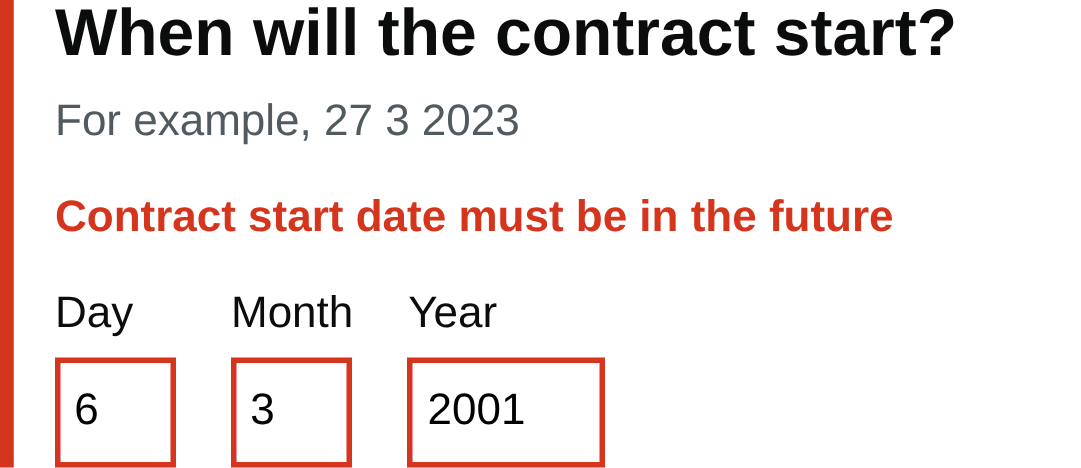 When will the contract start?
For example, 27 3 2023
Contract start date must be in the future
Day Month Year
6 3 2001